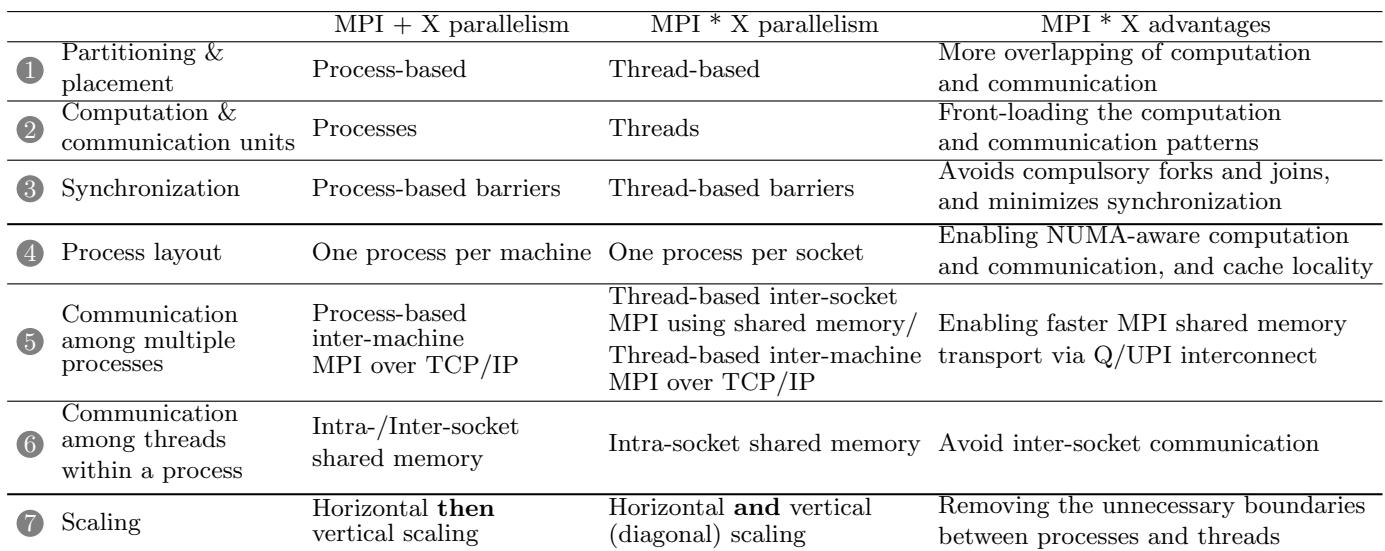 MPI + X parallelism MPI * X parallelism MPI * X advantages
1 Partitioning & placement Process-based Thread-based More overlapping of computation and communication
2 Computation & communication units Processes Threads Front-loading the computation and communication patterns
3 Synchronization Process-based barriers Thread-based barriers Avoids compulsory forks and joins, and minimizes synchronization
4 Process layout One process per machine One process per socket Enabling NUMA-aware computation and communication, and cache locality
5 Communication among multiple processes Process-based inter-machine MPI over TCP/IP Thread-based inter-socket MPI using shared memory/ Thread-based inter-machine MPI over TCP/IP Enabling faster MPI shared memory transport via Q/UPI interconnect
6 Communication among threads within a process Intra-/Inter-socket shared memory Intra-socket shared memory Avoid inter-socket communication
7 Scaling Horizontal then vertical scaling Horizontal and vertical (diagonal) scaling Removing the unnecessary boundaries between processes and threads